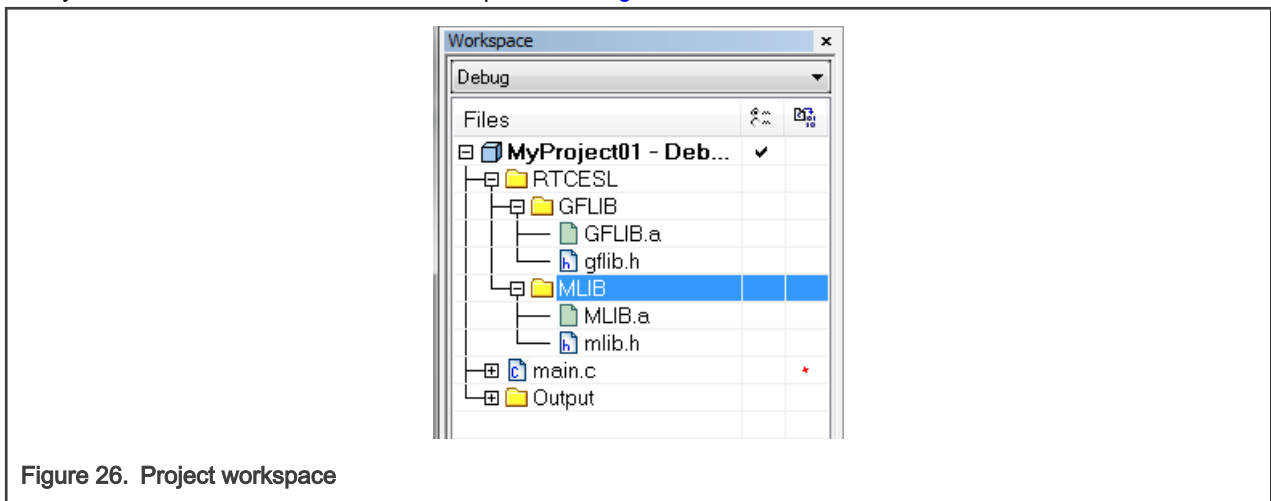 Workspace
Debug
Files
MyProject01 - Deb...
RTCESL
GFLIB
GFLIB.a
gflib.h
MLIB
MLIB.a
mlib.h
main.c
Output
Figure 26. Project workspace